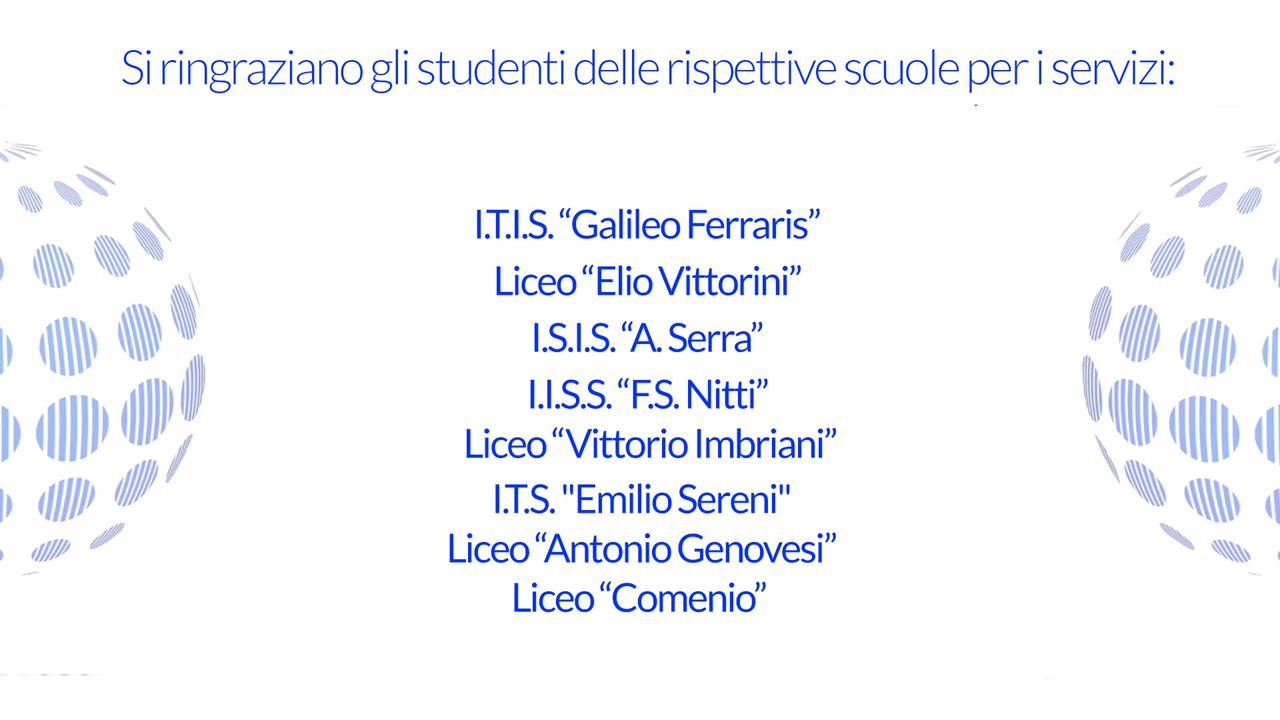 Si ringraziano gli studenti delle rispettive scuole per i servizi:
I.T.I.S. “Galileo Ferraris”
Liceo “Elio Vittorini”
I.S.I.S. “A. Serra”
I.I.S.S. “F.S. Nitti”
Liceo “Vittorio Imbriani”
I.T.S. "Emilio Sereni"
Liceo “Antonio Genovesi”
Liceo “Comenio”